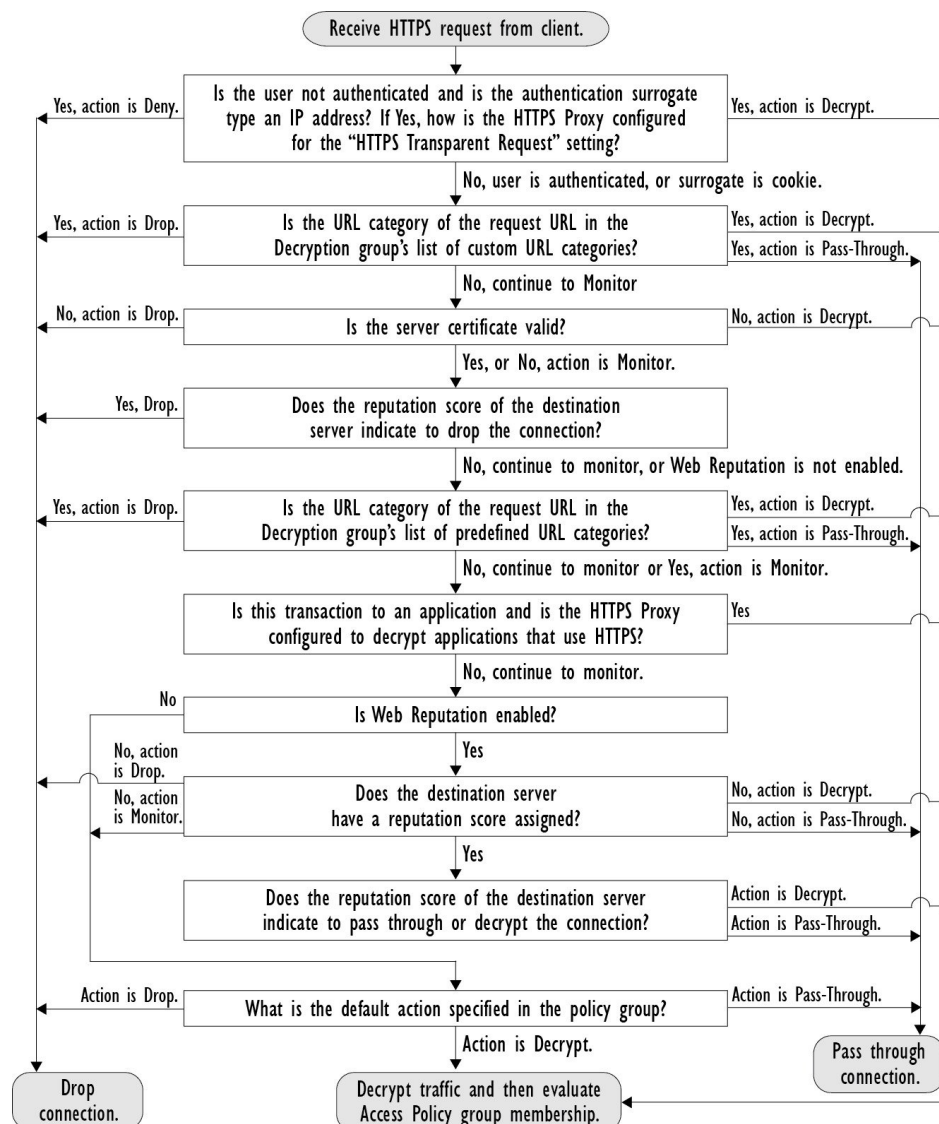 Receive HTTPS request from client.
Yes, action is Deny.
Is the user not authenticated and is the authentication surrogate
type an IP address? If Yes, how is the HTTPS Proxy configured
for the “HTTPS Transparent Request” setting?
Yes, action is Decrypt.
No, user is authenticated, or surrogate is cookie.
Yes, action is Drop.
Is the URL category of the request URL in the
Decryption group’s list of custom URL categories?
Yes, action is Decrypt.
Yes, action is Pass-Through.
No, continue to Monitor
No, action is Drop.
Is the server certificate valid?
No, action is Decrypt.
Yes, or No, action is Monitor.
Yes, Drop.
Does the reputation score of the destination
server indicate to drop the connection?
No, continue to monitor, or Web Reputation is not enabled.
Yes, action is Drop.
Is the URL category of the request URL in the
Decryption group’s list of predefined URL categories?
Yes, action is Decrypt.
Yes, action is Pass-Through.
No, continue to monitor or Yes, action is Monitor.
Is this transaction to an application and is the HTTPS Proxy
configured to decrypt applications that use HTTPS?
Yes
No, continue to monitor.
No
Is Web Reputation enabled?
Yes
No, action
is Drop.
No, action
is Monitor.
Does the destination server
have a reputation score assigned?
No, action is Decrypt.
No, action is Pass-Through.
Yes
Does the reputation score of the destination server
indicate to pass through or decrypt the connection?
Action is Decrypt.
Action is Pass-Through.
Action is Drop.
What is the default action specified in the policy group?
Action is Pass-Through.
Action is Decrypt.
Drop
connection.
Decrypt traffic and then evaluate
Access Policy group membership.
Pass through
connection.